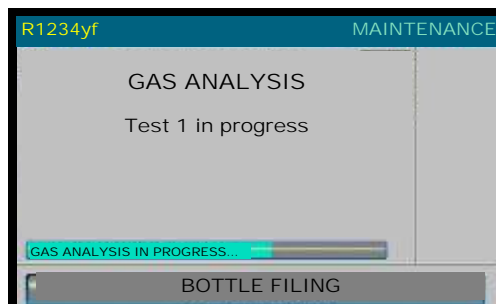 R1234yf MAINTENANCE
GAS ANALYSIS
Test 1 in progress
GAS ANALYSIS IN PROGRESS...
BOTTLE FILING